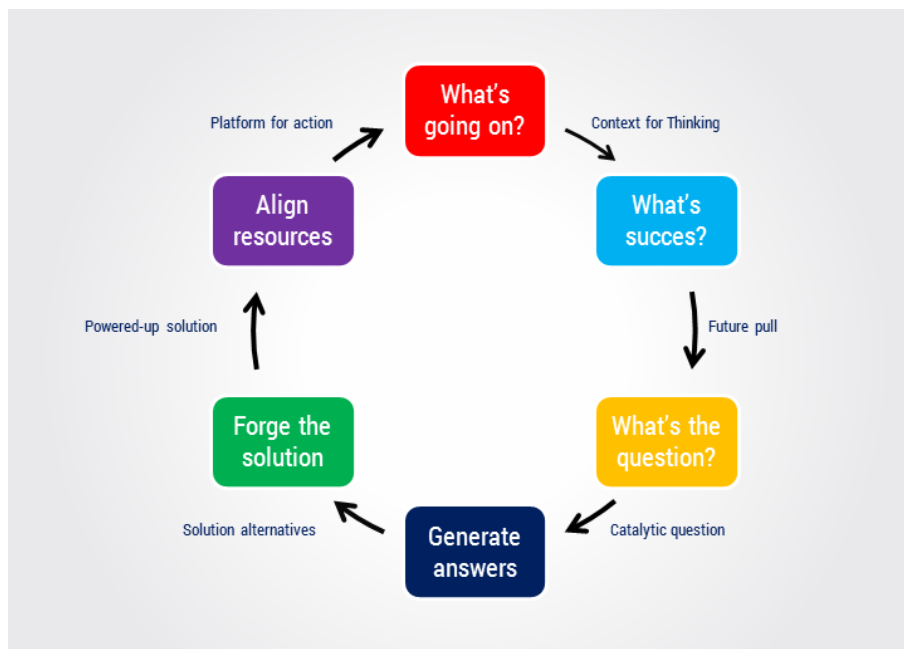 What's
going on?
Context for Thinking
What's
succes?
Future pull
What's the
question?
Catalytic question
Generate
answers
Solution alternatives
Forge the
solution
Powered-up solution
Align
resources
Platform for action